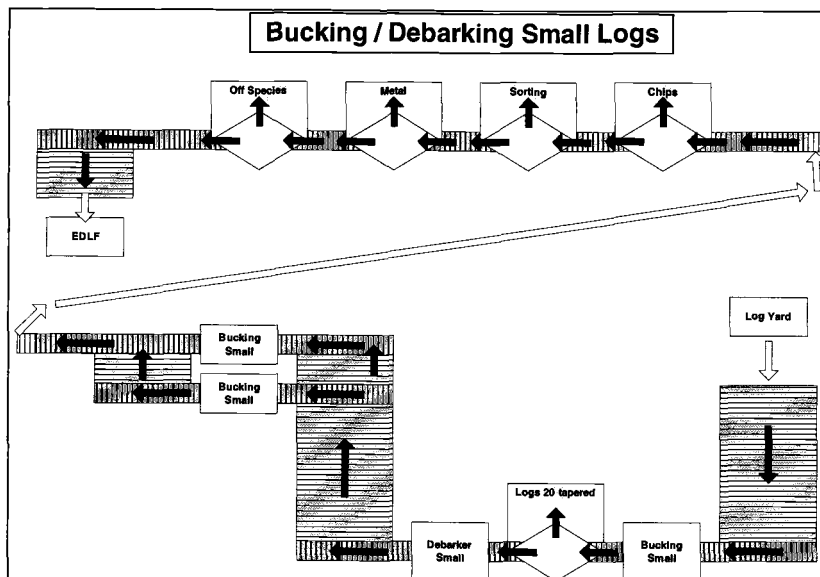 Bucking / Debarking Small Logs
Off Species
Metal
Sorting
Chips
EDLF
Log Yard
Bucking
Small
Bucking
Small
Logs 20 tapered
Debarker
Small
Bucking
Small